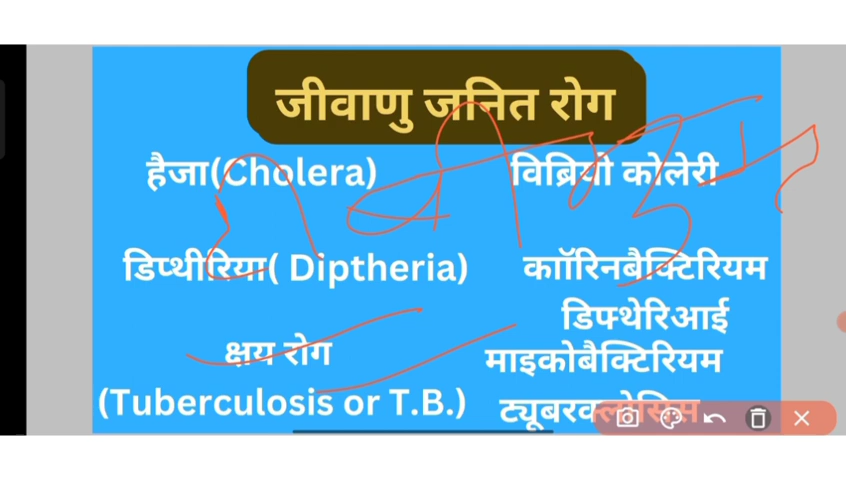 जीवाणु जनित रोग
हैजा(Cholera) विब्रियो कोलेरी
डिप्थीरिया( Diptheria) कॉारिनबैक्टिरियम
डिफ्थेरिआई
क्षय रोग माइकोबैक्टिरियम
(Tuberculosis or T.B.) ट्यूबरक्लोसिस